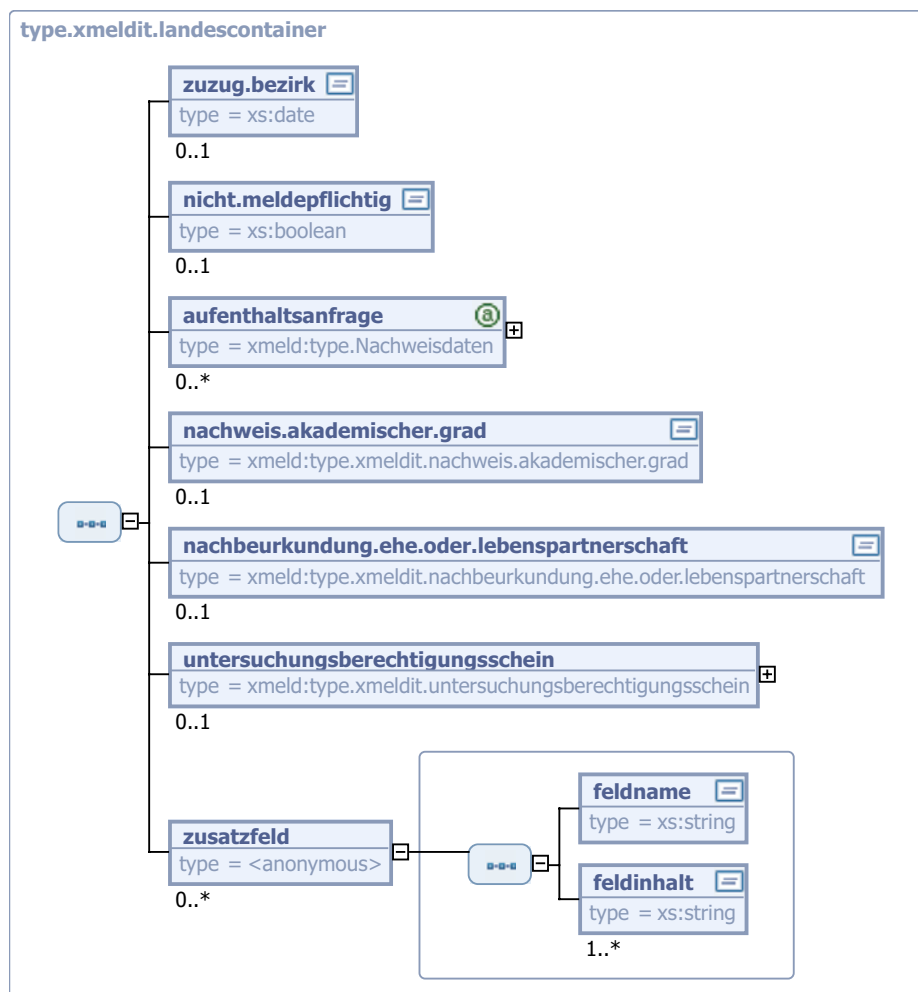 type.xmeldit.landescontainer
zuzug.bezirk
type = xs:date
0..1
nicht.meldepflichtig
type = xs:boolean
0..1
aufenthaltsanfrage
type = xmeld:type.Nachweisdaten
0..*
nachweis.akademischer.grad
type = xmeld:type.xmeldit.nachweis.akademischer.grad
0..1
nachbeurkundung.ehe.oder.lebenspartnerschaft
type = xmeld:type.xmeldit.nachbeurkundung.ehe.oder.lebenspartnerschaft
0..1
untersuchungsberechtigungsschein
type = xmeld:type.xmeldit.untersuchungsberechtigungsschein
0..1
zusatzfeld
type = <anonymous>
0..*
feldname
type = xs:string
feldinhalt
type = xs:string
1..*